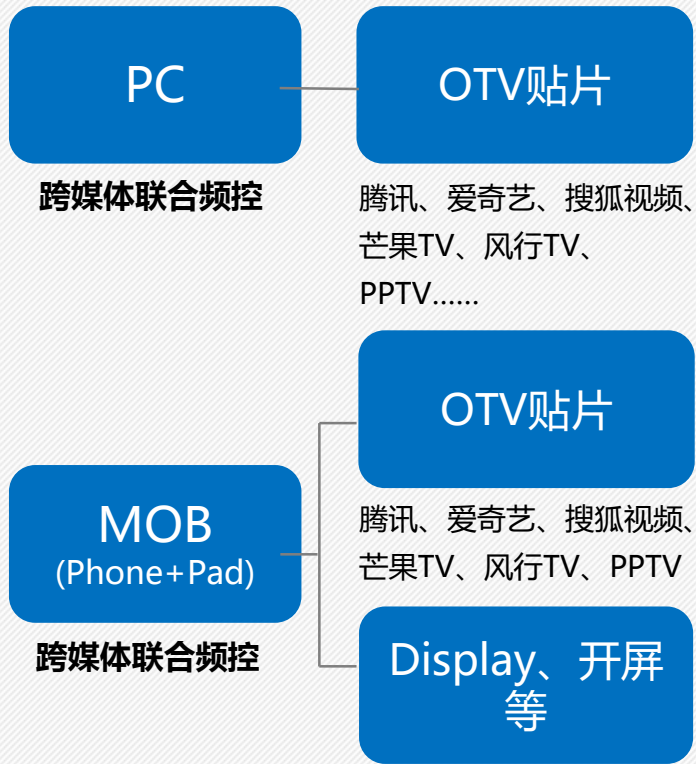 PC
OTV贴片
跨媒体联合频控
腾讯、爱奇艺、搜狐视频、
芒果TV、风行TV、
PPTV......
OTV贴片
MOB
(Phone+Pad)
腾讯、爱奇艺、搜狐视频、
芒果TV、风行TV、PPTV
跨媒体联合频控
Display、开屏
等